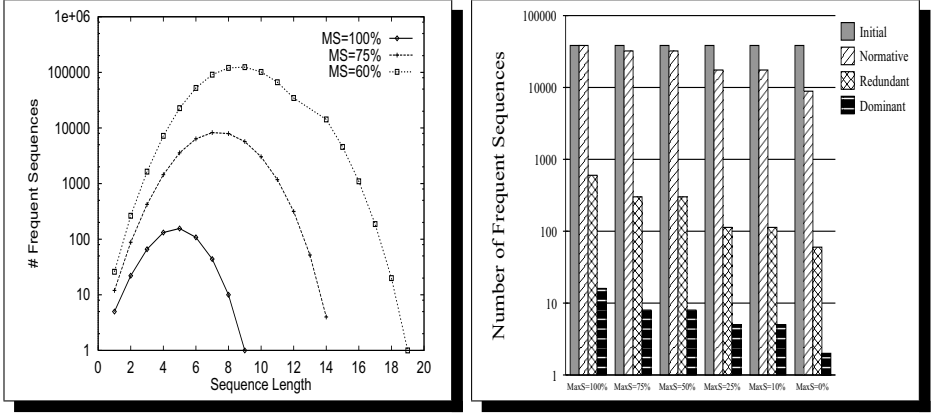 1e+06
100000
10000
1000
100
10
1
# Frequent Sequences
MS=100%
MS=75%
MS=60%
0 2 4 6 8 10 12 14 16 18 20
Sequence Length
100000
10000
1000
100
10
1
Number of Frequent Sequences
Initial
Normative
Redundant
Dominant
MaxS=100% MaxS=75% MaxS=50% MaxS=25% MaxS=10% MaxS=0%